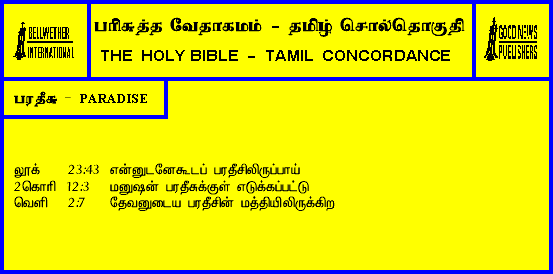 BELLWETHER
INTERNATIONAL
பரிசுத்த வேதாகமம் - தமிழ் சொல்தொகுதி
THE HOLY BIBLE - TAMIL CONCORDANCE
GOOD NEWS
PUBLISHERS
பரதீசு - PARADISE
லூக் 23:43 என்னுடனேகூடப் பரதீசிலிருப்பாய்
2கொரி 12:3 மனுஷன் பரதீசுக்குள் எடுக்கப்பட்டு
வெளி 2:7 தேவனுடைய பரதீசின் மத்தியிலிருக்கிற